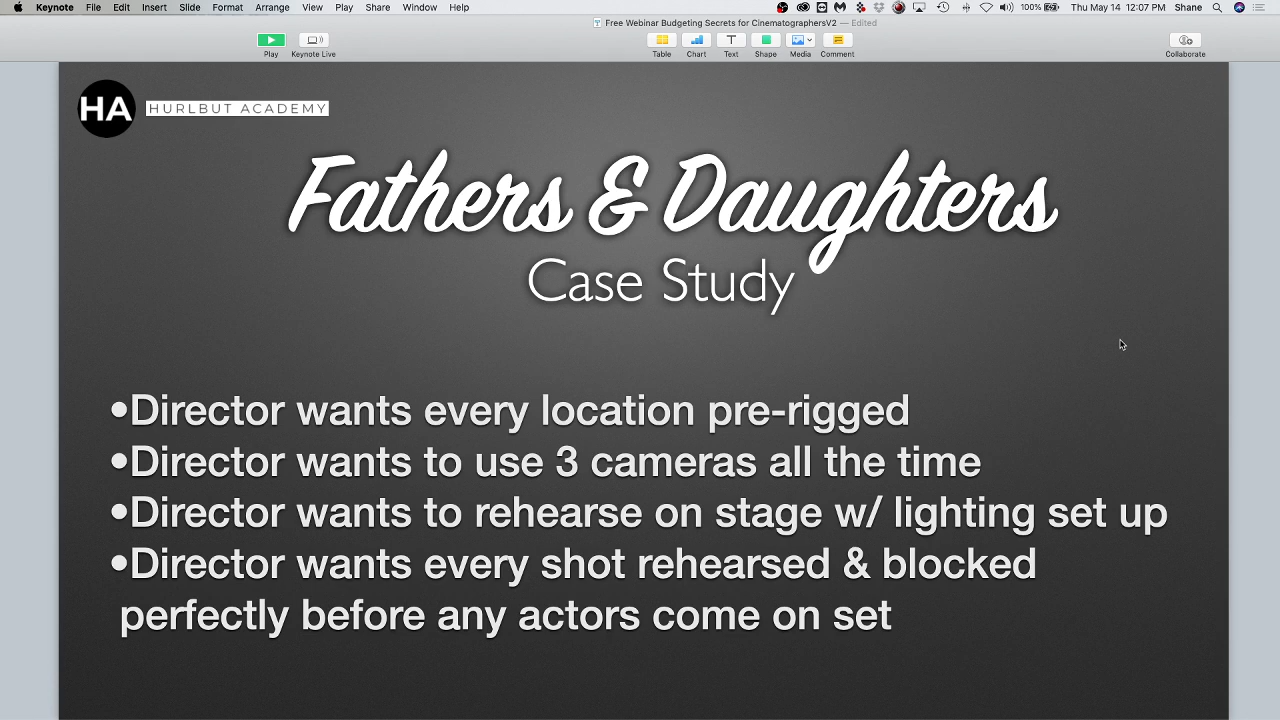 Keynote File Edit Insert Slide Format Arrange View Play Share Window Help 100% Thu May 14 12:07 PM Shane
Free Webinar Budgeting Secrets for CinematographersV2 — Edited
Play Keynote Live Table Chart Text Shape Media Comment Collaborate
HA HURLBUT ACADEMY
Fathers & Daughters
Case Study
•Director wants every location pre-rigged
•Director wants to use 3 cameras all the time
•Director wants to rehearse on stage w/ lighting set up
•Director wants every shot rehearsed & blocked
perfectly before any actors come on set